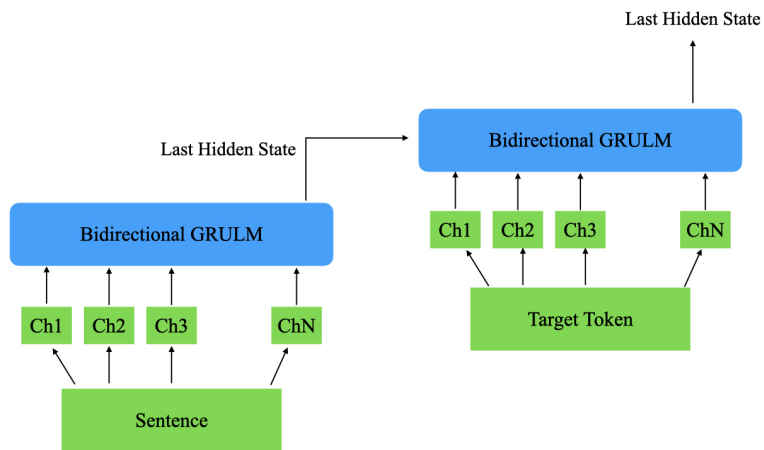 Last Hidden State
Bidirectional GRULM
Last Hidden State
Ch1 Ch2 Ch3 ChN
Bidirectional GRULM
Target Token
Ch1 Ch2 Ch3 ChN
Sentence